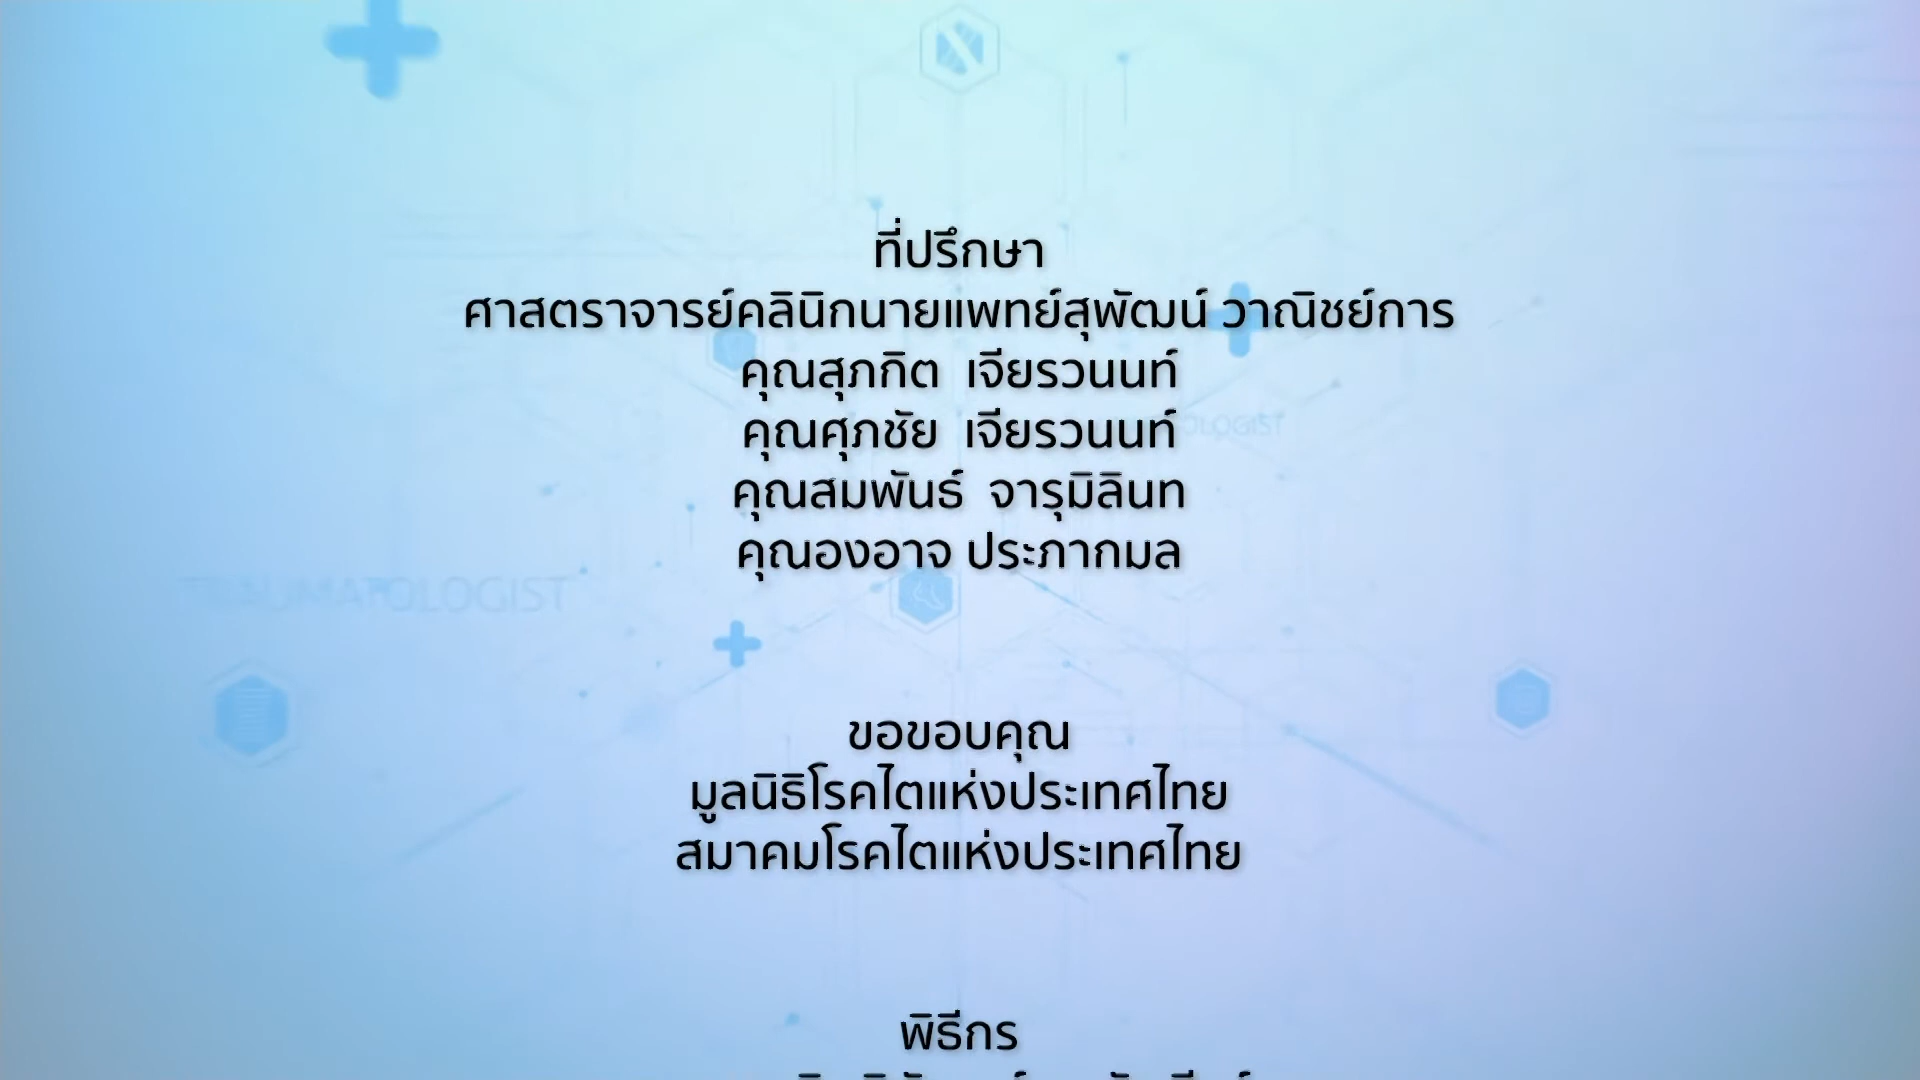 ที่ปรึกษา
ศาสตราจารย์คลินิกนายแพทย์สุพัฒน์ วาณิชย์การ
คุณสุภกิต เจียรวนนท์
คุณศุภชัย เจียรวนนท์
OLOGIST
คุณสมพันธ์ จารุมิลินท
คุณองอาจ ประภากมล
TRAUMATOLOGIST
ขอขอบคุณ
มูลนิธิโรคไตแห่งประเทศไทย
สมาคมโรคไตแห่งประเทศไทย
พิธีกร